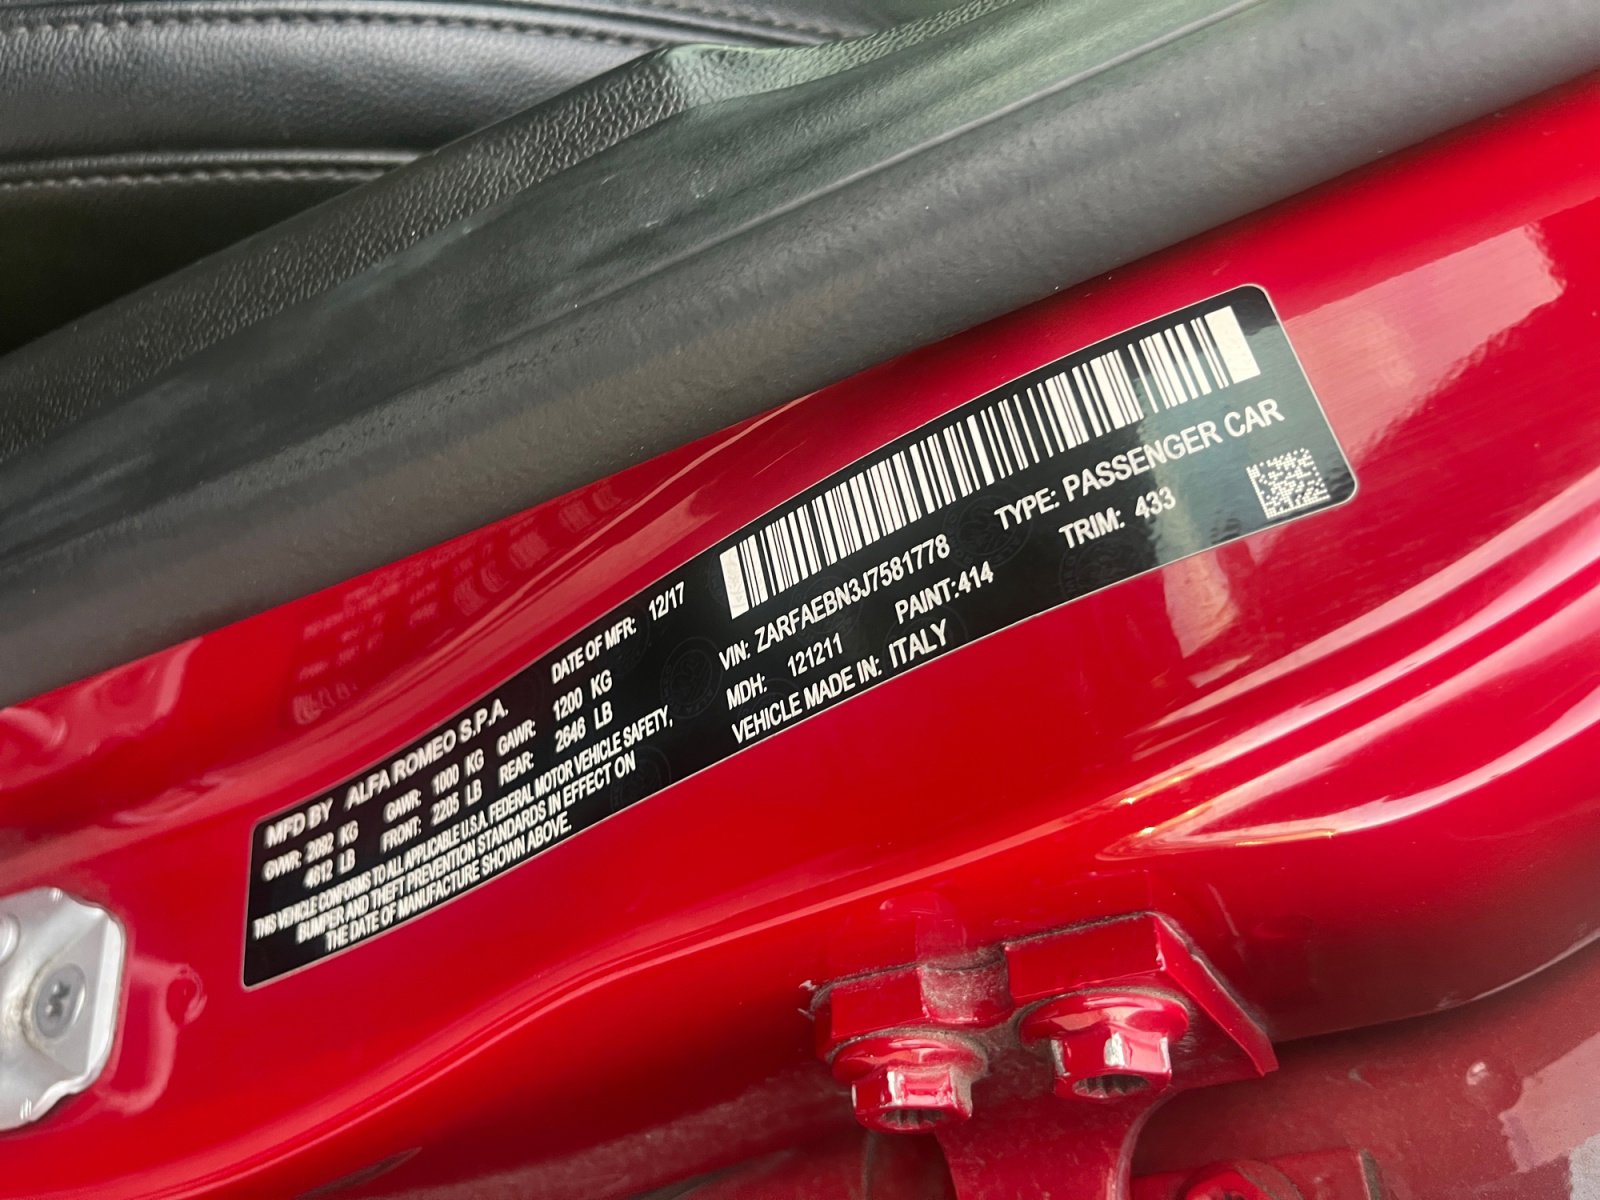 MFD BY ALFA ROMEO S.P.A. DATE OF MFR: 12/17
GVWR: 2092 KG GAWR: 1000 KG GAWR: 1200 KG
4612 LB FRONT: 2205 LB REAR: 2646 LB
THIS VEHICLE CONFORMS TO ALL APPLICABLE U.S.A. FEDERAL MOTOR VEHICLE SAFETY,
BUMPER AND THEFT PREVENTION STANDARDS IN EFFECT ON
THE DATE OF MANUFACTURE SHOWN ABOVE.
VIN: ZARFAEBN3J7581778 TYPE: PASSENGER CAR
MDH: 121211 PAINT:414 TRIM: 433
VEHICLE MADE IN: ITALY